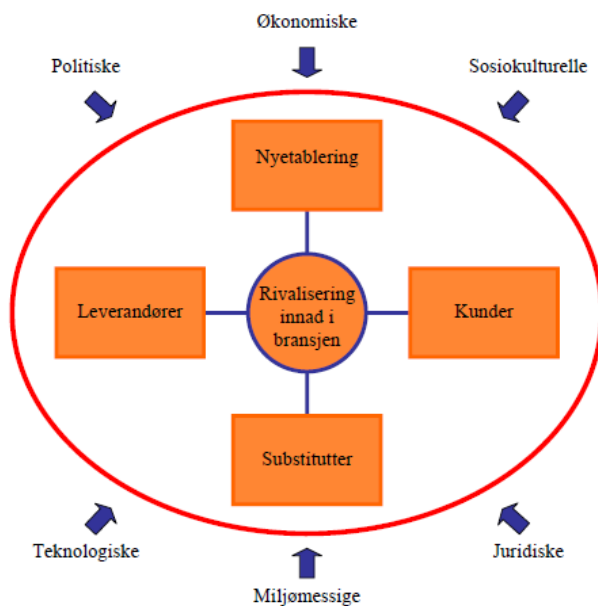 Økonomiske
Politiske
Sosiokulturelle
Nyetablering
Leverandører
Rivalisering
innad i
bransjen
Kunder
Substitutter
Teknologiske
Juridiske
Miljømessige